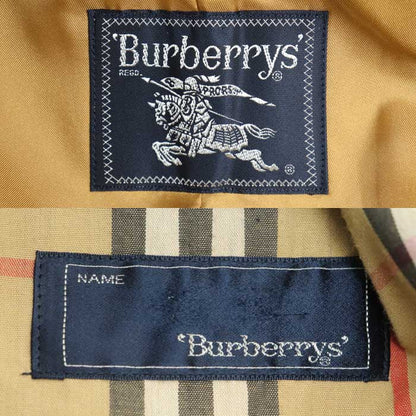 'Burberrys'
REGD.
®
PRORSUM
®
NAME
'Burberrys'
®